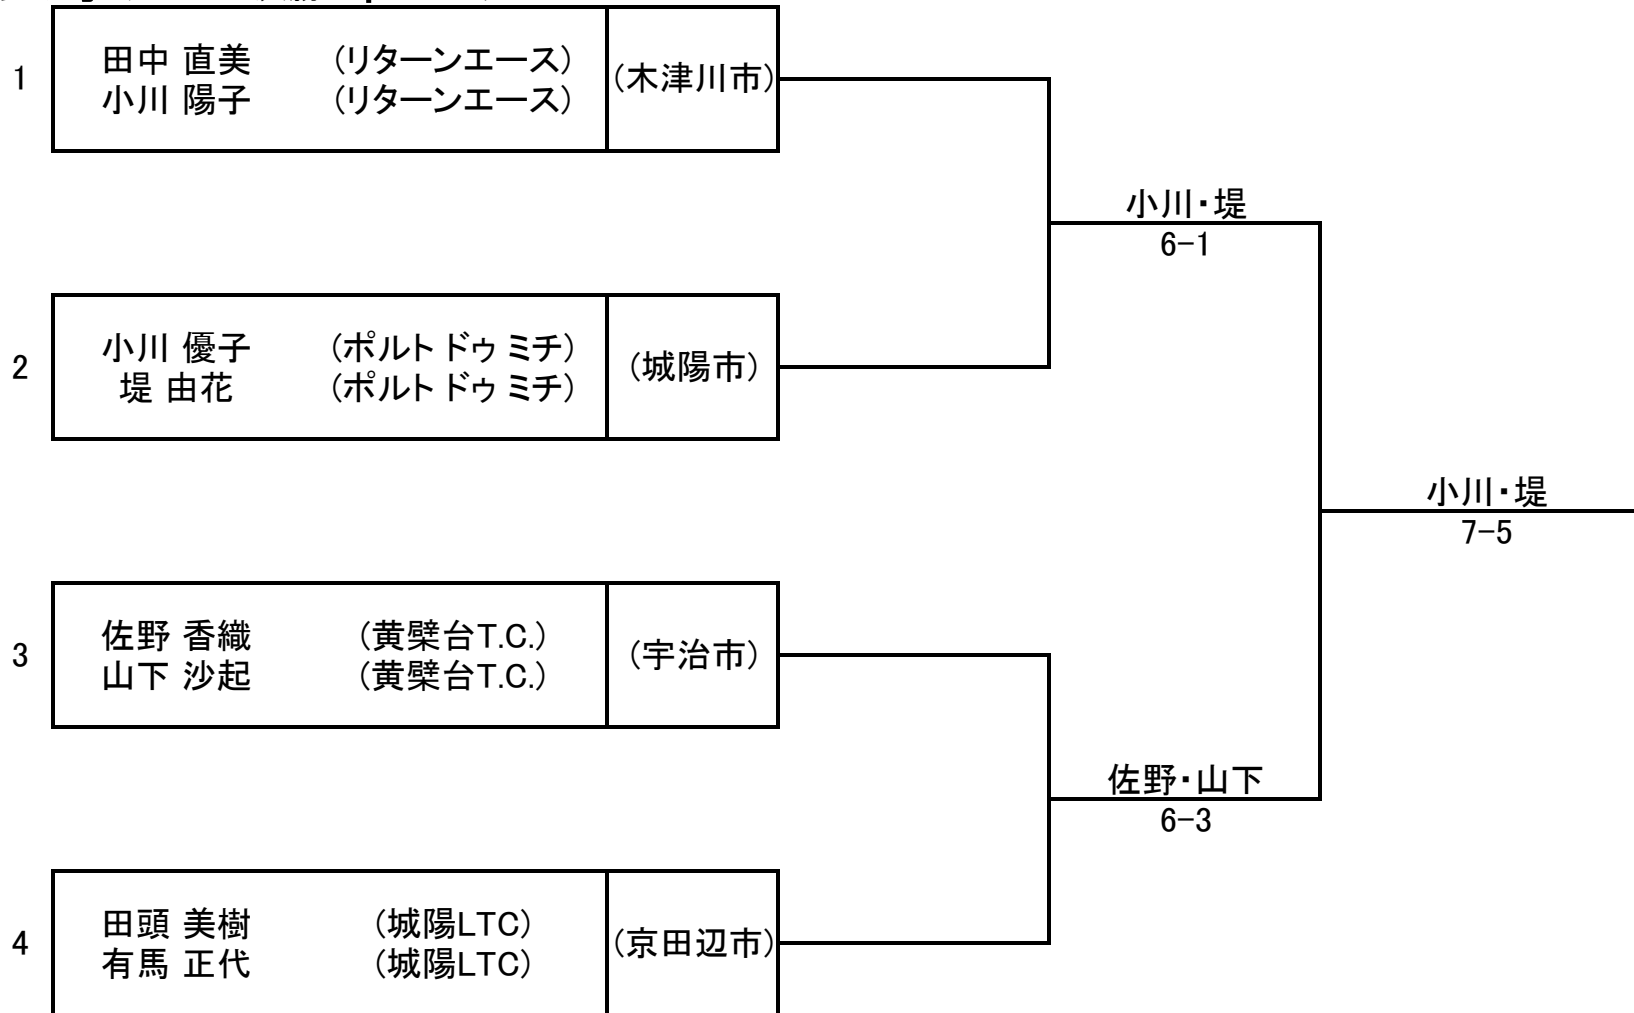 1
田中 直美 (リターンエース)
小川 陽子 (リターンエース)
(木津川市)
小川・堤
6-1
2
小川 優子 (ポルト ドゥ ミチ)
堤 由花 (ポルト ドゥ ミチ)
(城陽市)
小川・堤
7-5
3
佐野 香織 (黄檗台T.C.)
山下 沙起 (黄檗台T.C.)
(宇治市)
佐野・山下
6-3
4
田頭 美樹 (城陽LTC)
有馬 正代 (城陽LTC)
(京田辺市)